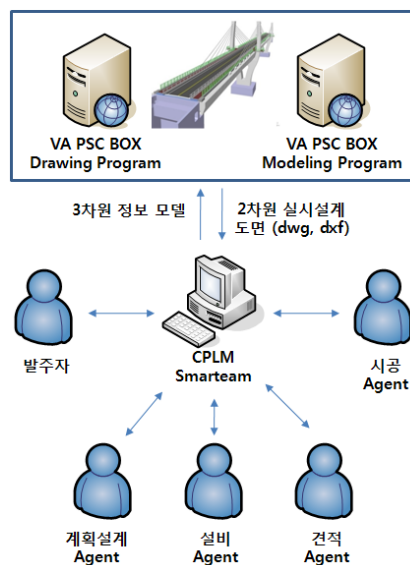 VA PSC BOX
Drawing Program
VA PSC BOX
Modeling Program
3차원 정보 모델
2차원 실시설계
도면 (dwg, dxf)
발주자
CPLM
Smarteam
시공
Agent
계획설계
Agent
설비
Agent
견적
Agent